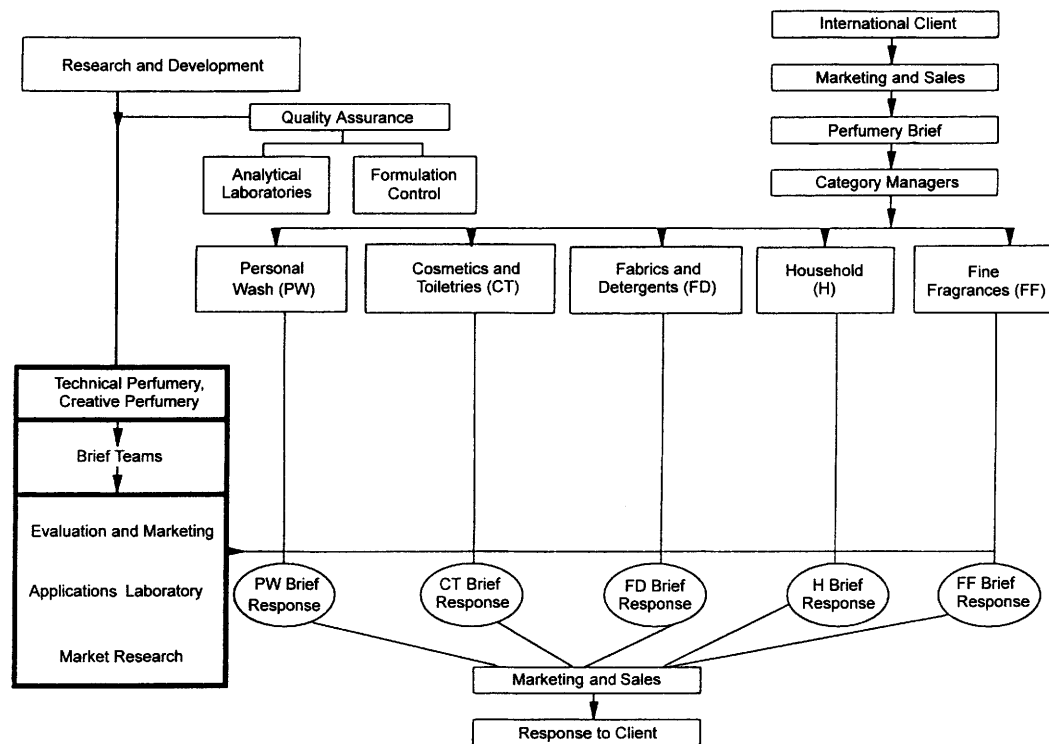 International Client
Research and Development
Marketing and Sales
Quality Assurance
Perfumery Brief
Analytical
Laboratories
Formulation
Control
Category Managers
Personal
Wash (PW)
Cosmetics and
Toiletries (CT)
Fabrics and
Detergents (FD)
Household
(H)
Fine
Fragrances (FF)
Technical Perfumery,
Creative Perfumery
Brief Teams
Evaluation and Marketing
Applications Laboratory
Market Research
PW Brief
Response
CT Brief
Response
FD Brief
Response
H Brief
Response
FF Brief
Response
Marketing and Sales
Response to Client